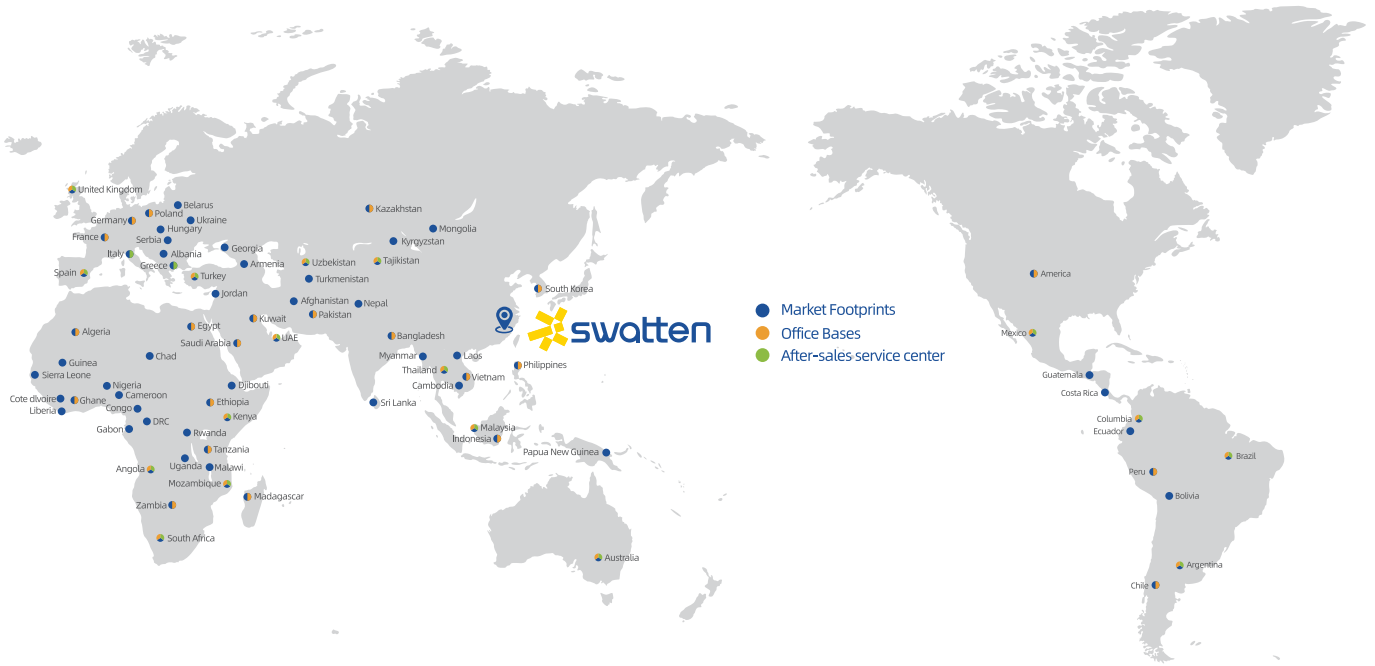 United Kingdom
Belarus
Poland
Germany
Ukraine
Hungary
France
Serbia
Italy
Albania
Greece
Spain
Turkey
Georgia
Armenia
Jordan
Kazakhstan
Mongolia
Kyrgyzstan
Uzbekistan
Tajikistan
Turkmenistan
Afghanistan
Nepal
Pakistan
South Korea
Algeria
Egypt
Kuwait
Saudi Arabia
UAE
Bangladesh
swatten
Market Footprints
Office Bases
After-sales service center
Chad
Guinea
Sierra Leone
Nigeria
Cameroon
Cote dIvoire
Ghane
Liberia
Congo
DRC
Gabon
Djibouti
Ethiopia
Kenya
Rwanda
Tanzania
Uganda
Malawi
Angola
Mozambique
Madagascar
Zambia
South Africa
Myanmar
Laos
Thailand
Vietnam
Cambodia
Philippines
Sri Lanka
Malaysia
Indonesia
Papua New Guinea
Australia
America
Mexico
Guatemala
Costa Rica
Columbia
Ecuador
Brazil
Peru
Bolivia
Argentina
Chile